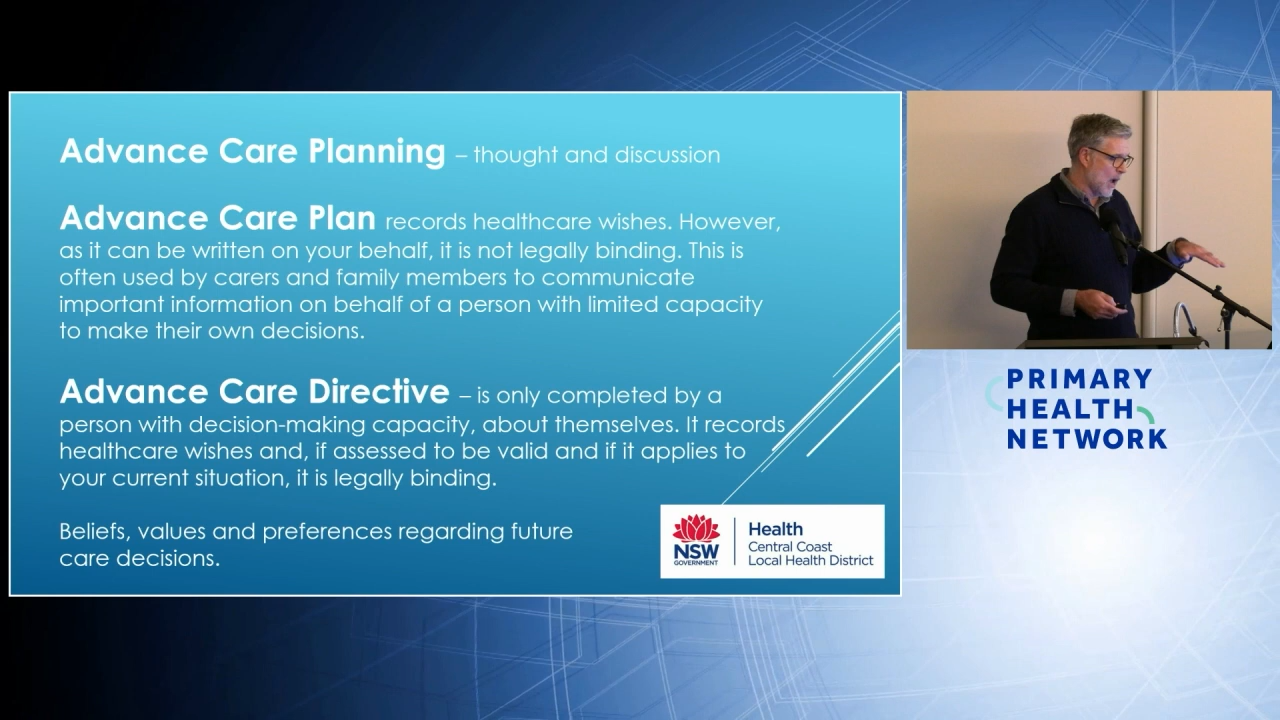 Advance Care Planning – thought and discussion
Advance Care Plan records healthcare wishes. However,
as it can be written on your behalf, it is not legally binding. This is
often used by carers and family members to communicate
important information on behalf of a person with limited capacity
to make their own decisions.
Advance Care Directive – is only completed by a
person with decision-making capacity, about themselves. It records
healthcare wishes and, if assessed to be valid and if it applies to
your current situation, it is legally binding.
Beliefs, values and preferences regarding future
care decisions.
NSW
GOVERNMENT
Health
Central Coast
Local Health District
PRIMARY
HEALTH
NETWORK